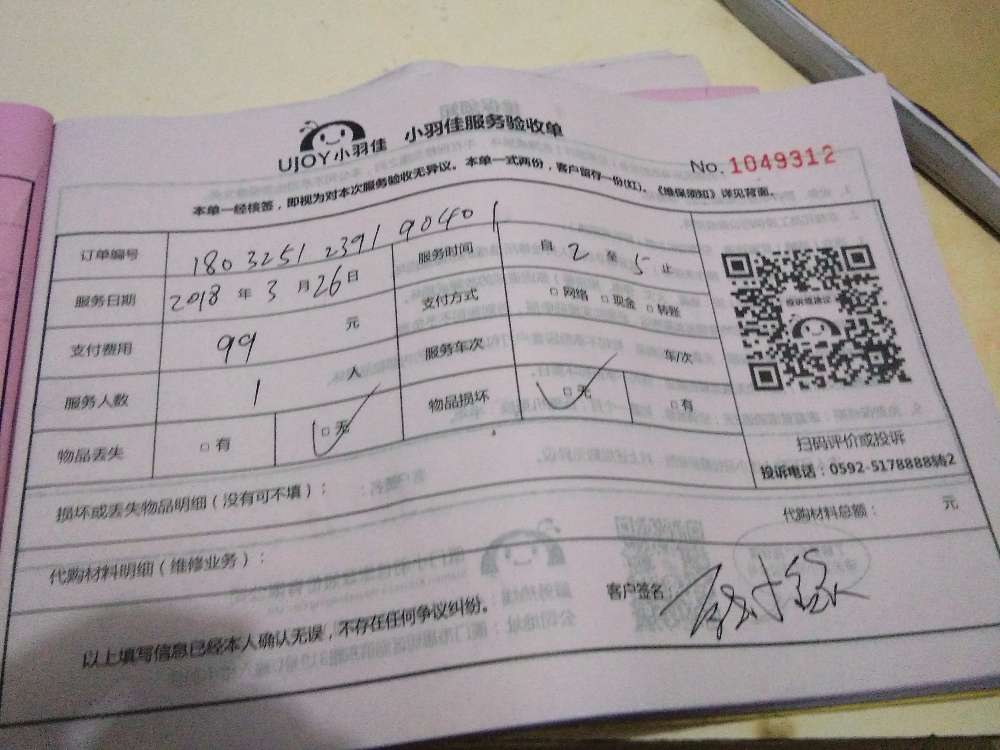 UJOY小羽佳 小羽佳服务验收单
No. 1049312
本单一经核签，即视为对本次服务验收无异议。本单一式两份，客户留存一份(红)。《维保须知》详见背面。
订单编号 180 3251 2391 90401 服务时间 自 2 至 5 止
服务日期 2018 年 3 月 26 日 支付方式 □ 网络 □ 现金 □ 转账
支付费用 99 元 服务车次 车/次
服务人数 1 人 物品损坏 □ 无 □ 有
物品丢失 □ 有 □ 无
投诉或建议
扫码评价或投诉
投诉电话：0592-5178888转2
损坏或丢失物品明细（没有可不填）：
代购材料明细（维修业务）： 代购材料总额： 元
以上填写信息已经本人确认无误，不存在任何争议纠纷。 客户签名：